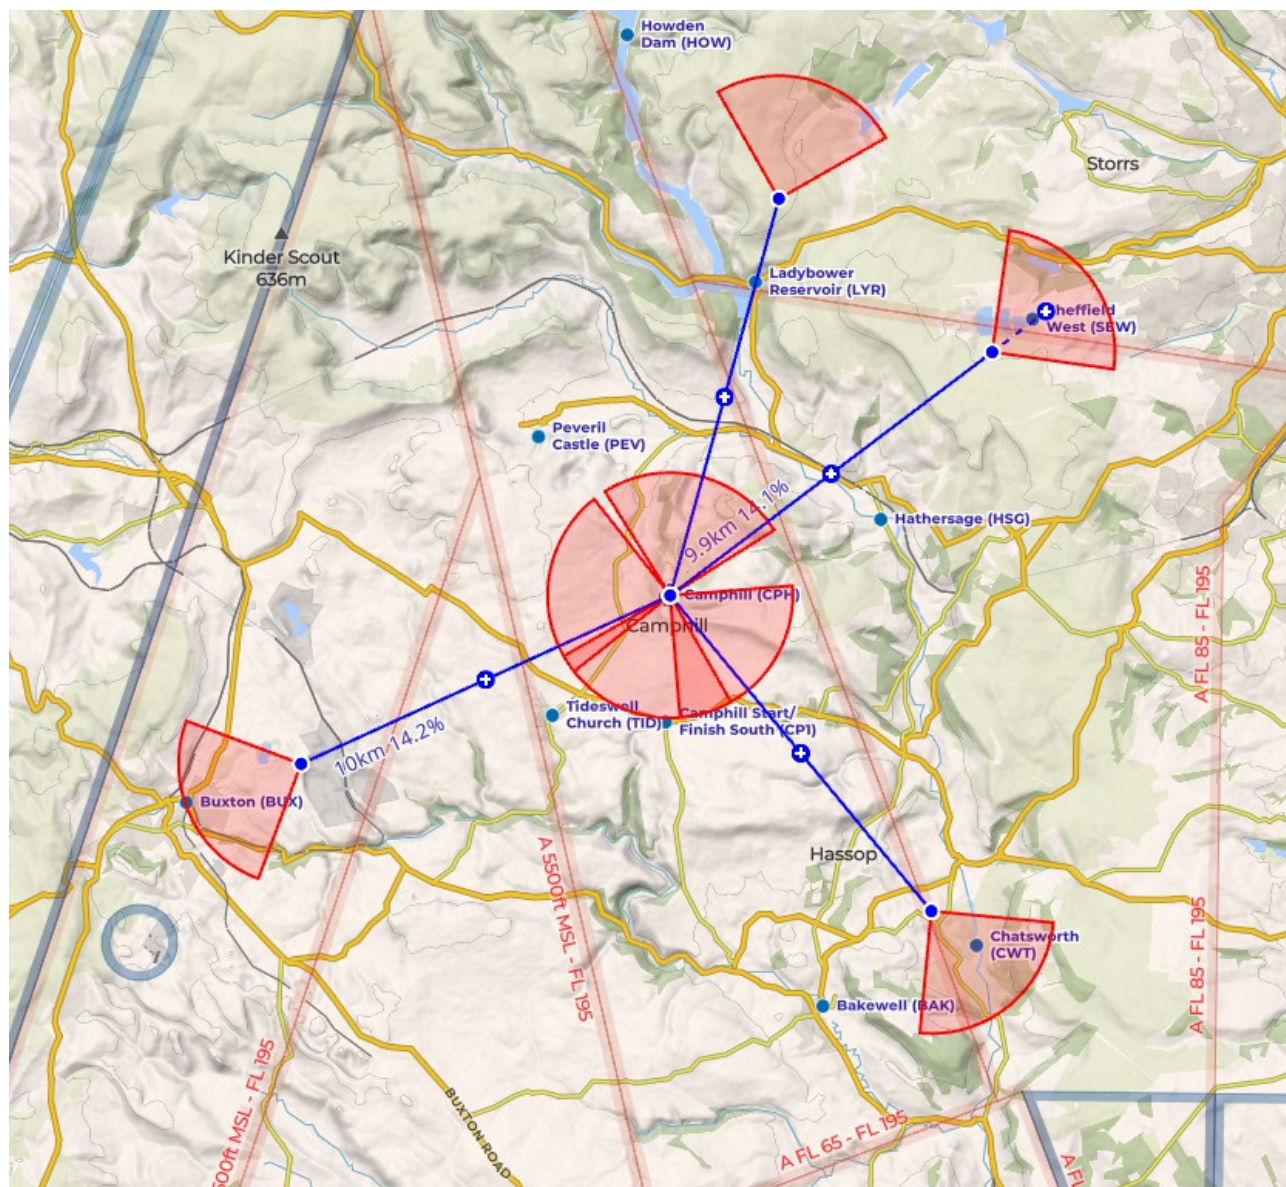 Howden
Dam (HOW)
Storrs
Kinder Scout
636m
Ladybower
Reservoir (LYR)
Sheffield
West (SEW)
Peveril
Castle (PEV)
9.9km 14.1%
Hathersage (HSG)
Camphill (CPH)
Camphill
A FL 85 - FL 195
Tideswell
Church (TID)
Camphill Start/
Finish South (CP1)
10km 14.2%
Buxton (BUX)
Hassop
A 5500ft MSL - FL 195
Chatsworth
(CWT)
A FL 85 - FL 195
Bakewell (BAK)
500ft MSL - FL 195
BUXTON ROAD
A FL 65 - FL 195
A FL